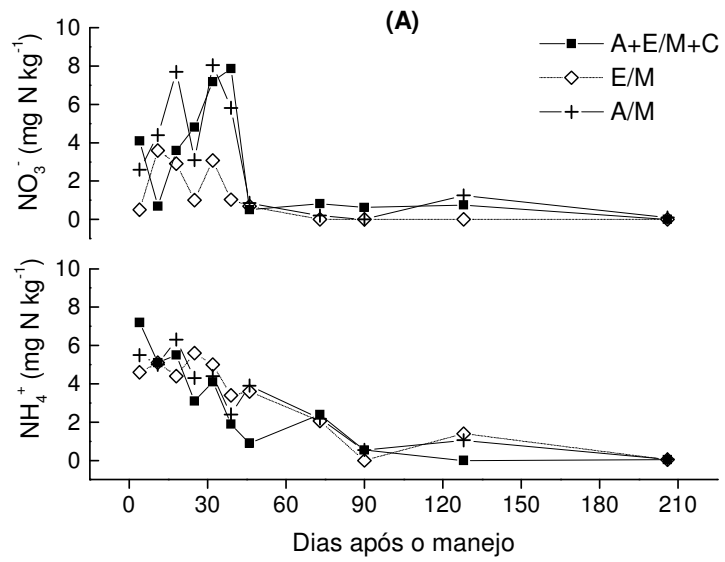 (A)
A+E/M+C
E/M
A/M
NO₃⁻ (mg N kg⁻¹)
10
8
6
4
2
0
NH₄⁺ (mg N kg⁻¹)
10
8
6
4
2
0
0 30 60 90 120 150 180 210
Dias após o manejo